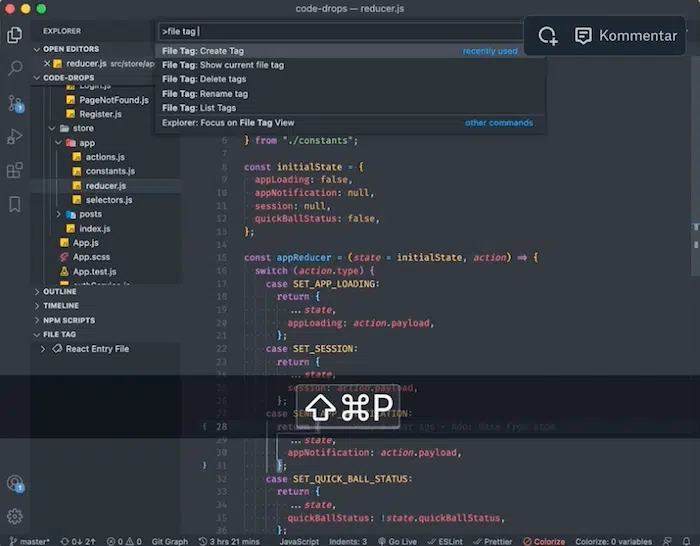 code-drops — reducer.js
EXPLORER
OPEN EDITORS
reducer.js src/store/ap
CODE-DROPS
Login.js
PageNotFound.js
Register.js
store
app
actions.js
constants.js
reducer.js
selectors.js
posts
index.js
App.js
App.scss
App.test.js
OUTLINE
TIMELINE
NPM SCRIPTS
FILE TAG
React Entry File
>file tag
File Tag: Create Tag recently used
File Tag: Show current file tag
File Tag: Delete tags
File Tag: Rename tag
File Tag: List Tags
Explorer: Focus on File Tag View other commands
Kommentar
6 } from "./constants";
7
8 const initialState = {
9 appLoading: false,
10 appNotification: null,
11 session: null,
12 quickBallStatus: false,
13 };
14
15 const appReducer = (state = initialState, action) => {
16 switch (action.type) {
17 case SET_APP_LOADING:
18 return {
19 ...state,
20 appLoading: action.payload,
21 };
22 case SET_SESSION:
23 return {
24 ...state,
25 session: action.payload,
26 };
27
28 return {
29 ...state,
30 appNotification: action.payload,
31 };
32 case SET_QUICK_BALL_STATUS:
33 return {
34 ...state,
35 quickBallStatus: !state.quickBallStatus,
36 };
⇧⌘P
master* 0↓ 2↑ 0 0 Git Graph 3 hrs 21 mins JavaScript Indents: 3 Go Live ESLint Prettier Colorize Colorize: 0 variables